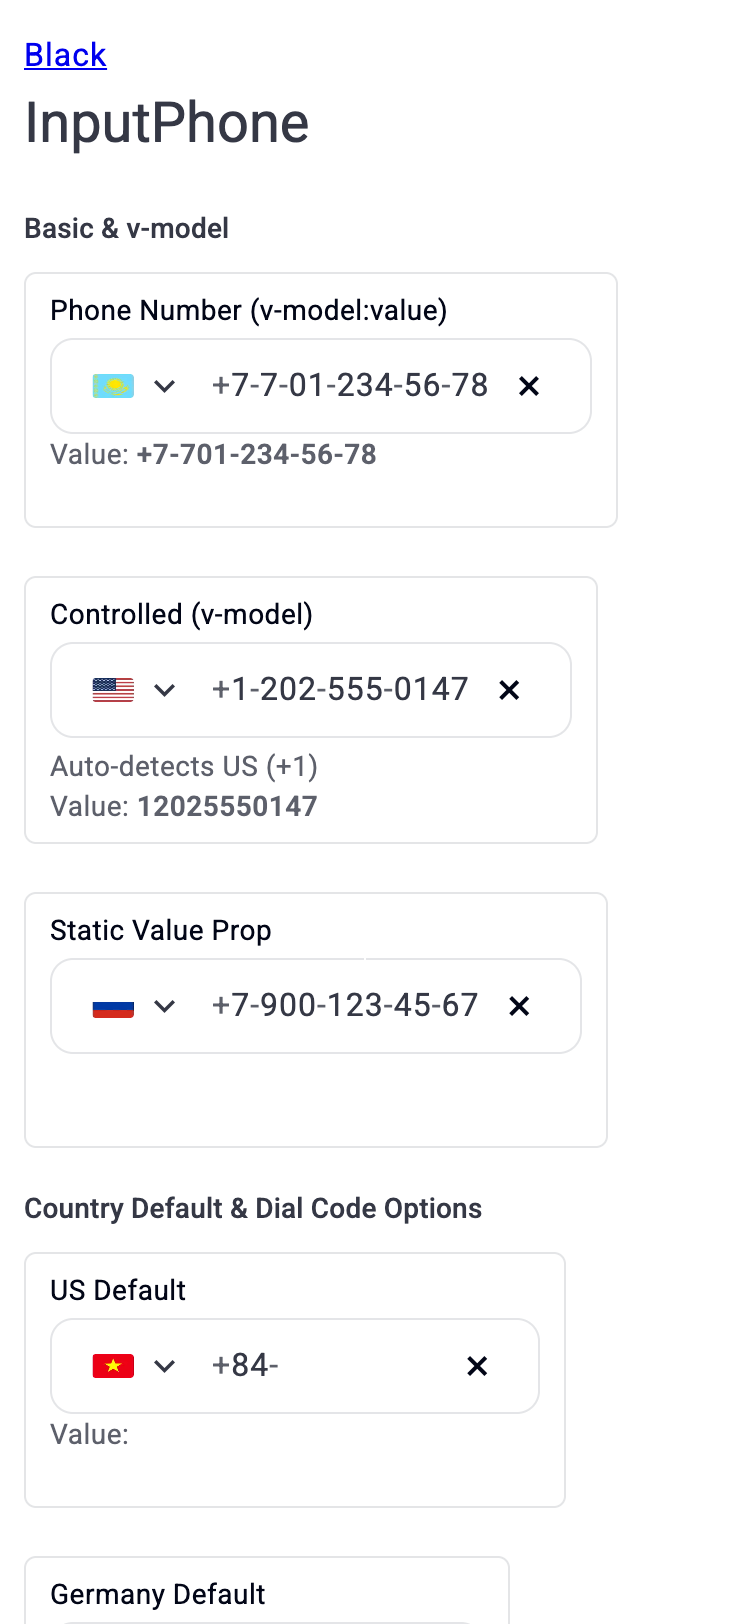 Black
InputPhone
Basic & v-model
Phone Number (v-model:value)
+7-7-01-234-56-78
Value: +7-701-234-56-78
Controlled (v-model)
+1-202-555-0147
Auto-detects US (+1)
Value: 12025550147
Static Value Prop
+7-900-123-45-67
Country Default & Dial Code Options
US Default
+84-
Value:
Germany Default